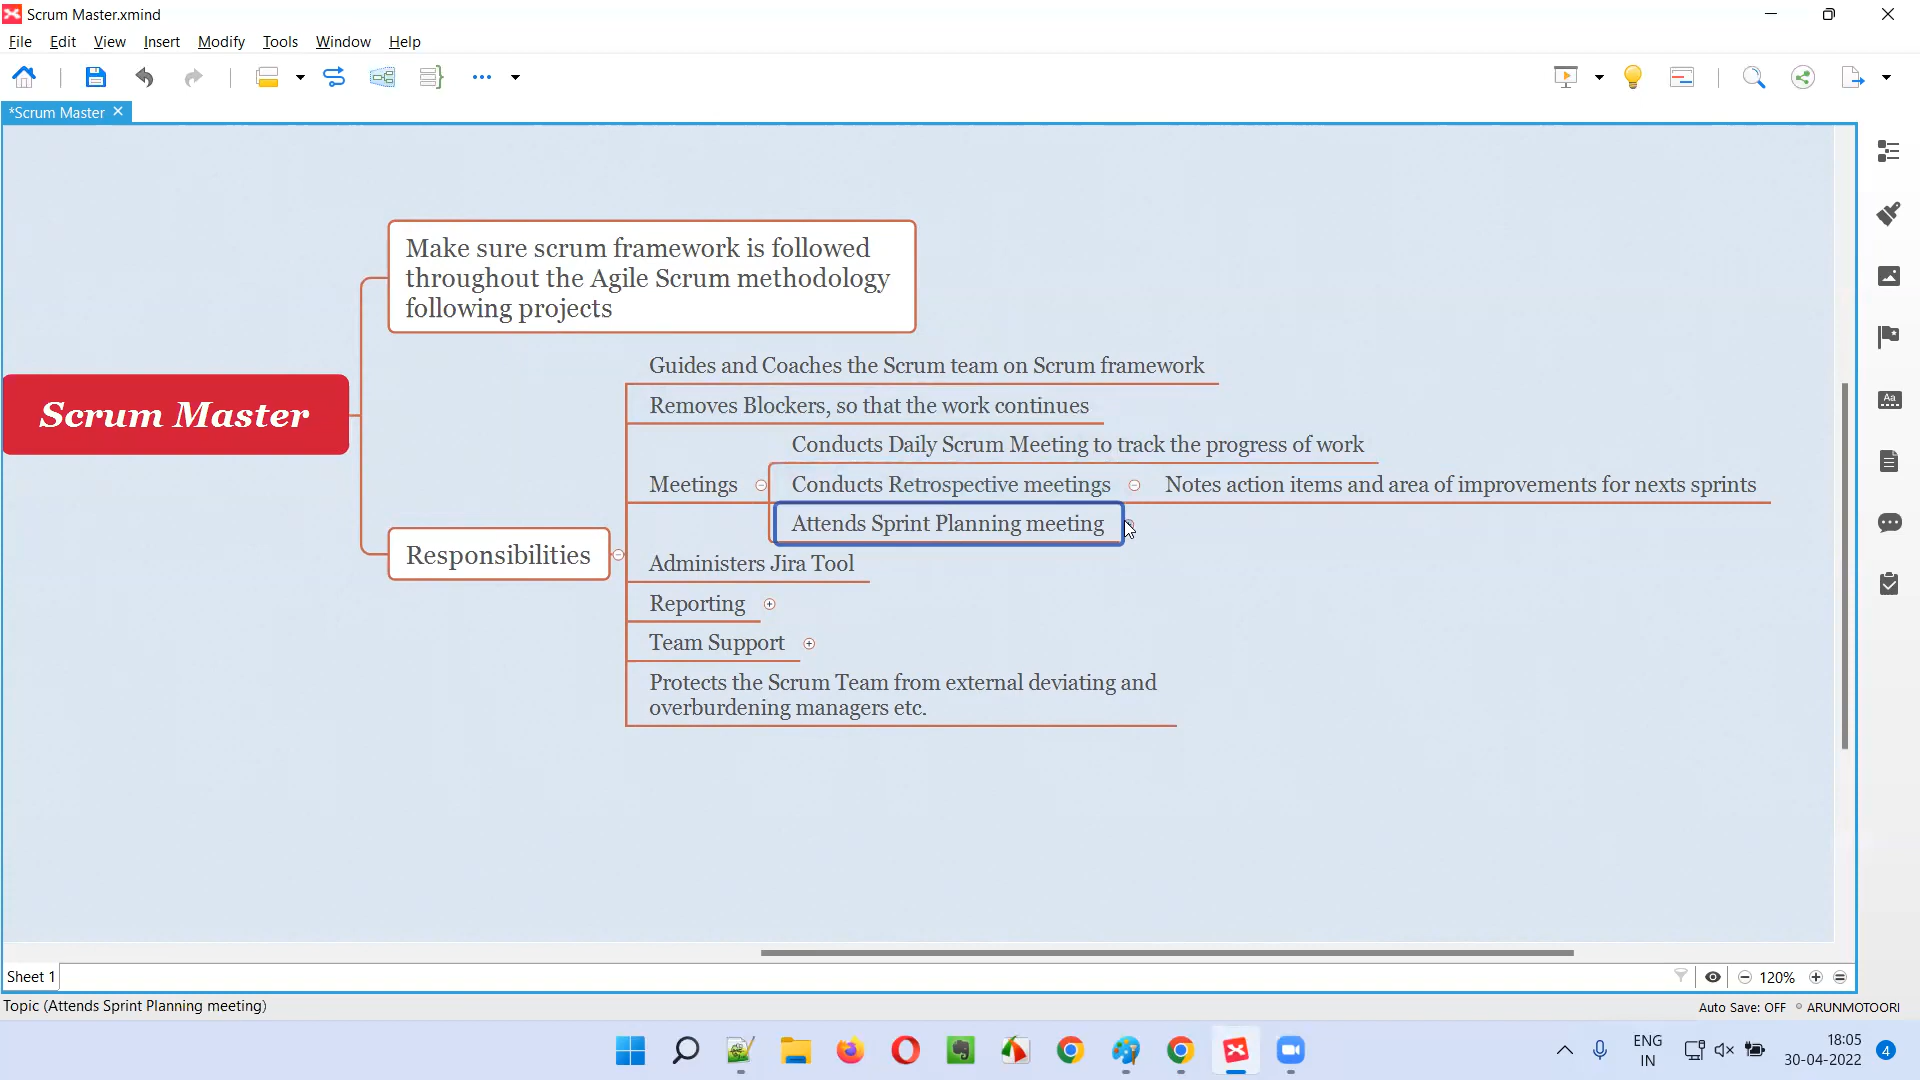 Scrum Master.xmind
File Edit View Insert Modify Tools Window Help
*Scrum Master
Make sure scrum framework is followed
throughout the Agile Scrum methodology
following projects
Guides and Coaches the Scrum team on Scrum framework
Removes Blockers, so that the work continues
Conducts Daily Scrum Meeting to track the progress of work
Scrum Master
Meetings Conducts Retrospective meetings Notes action items and area of improvements for nexts sprints
Attends Sprint Planning meeting
Responsibilities
Administers Jira Tool
Reporting
Team Support
Protects the Scrum Team from external deviating and
overburdening managers etc.
Sheet 1
120%
Topic (Attends Sprint Planning meeting)
Auto Save: OFF ARUNMOTOORI
ENG
IN
18:05
30-04-2022
4
Aa